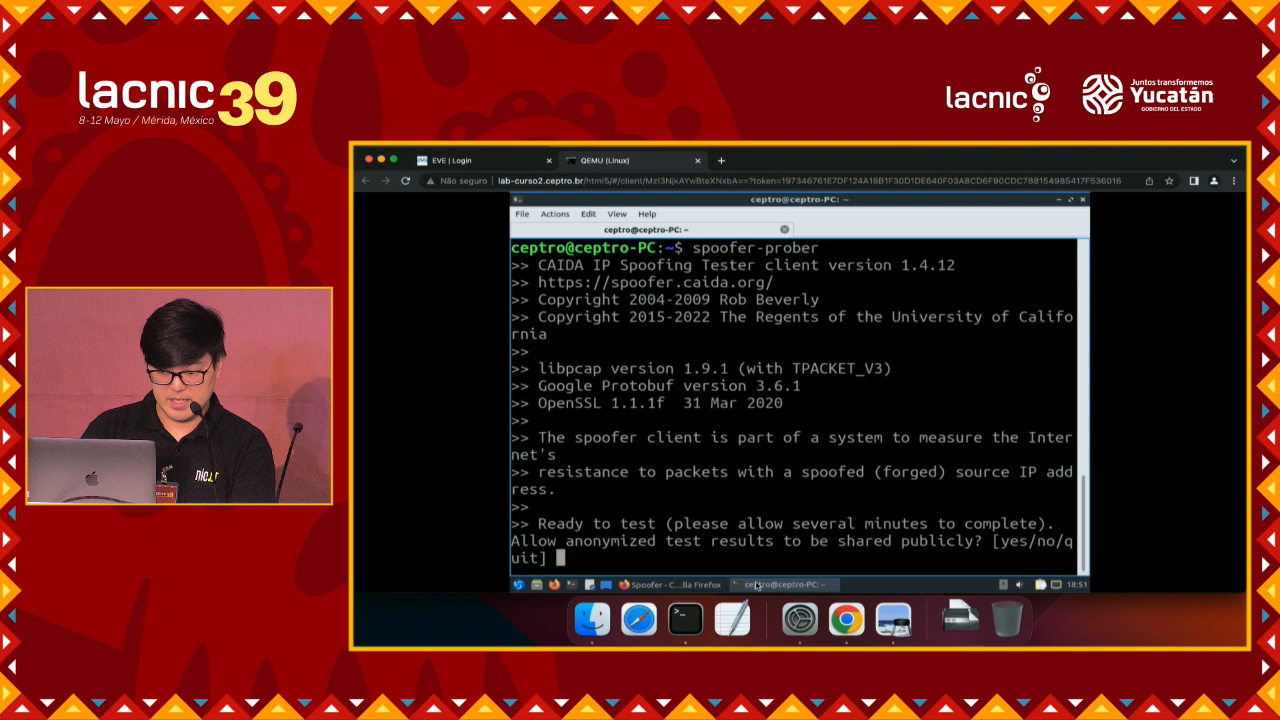 lacnic39
8-12 Mayo / Mérida, México
lacnic
Juntos transformemos
Yucatán
GOBIERNO DEL ESTADO
EVE | Login
QEMU (Linux)
Não seguro
ceptro@ceptro-PC: ~
File Actions Edit View Help
ceptro@ceptro-PC: ~
ceptro@ceptro-PC:~$ spoofer-prober
>> CAIDA IP Spoofing Tester client version 1.4.12
>> https://spoofer.caida.org/
>> Copyright 2004-2009 Rob Beverly
>> Copyright 2015-2022 The Regents of the University of Califo
rnia
>>
>> libpcap version 1.9.1 (with TPACKET_V3)
>> Google Protobuf version 3.6.1
>> OpenSSL 1.1.1f 31 Mar 2020
>>
>> The spoofer client is part of a system to measure the Inter
net's
>> resistance to packets with a spoofed (forged) source IP add
ress.
>>
>> Ready to test (please allow several minutes to complete).
Allow anonymized test results to be shared publicly? [yes/no/q
uit]
Spoofer - C...lla Firefox
ceptro@ceptro-PC: ~
18:51